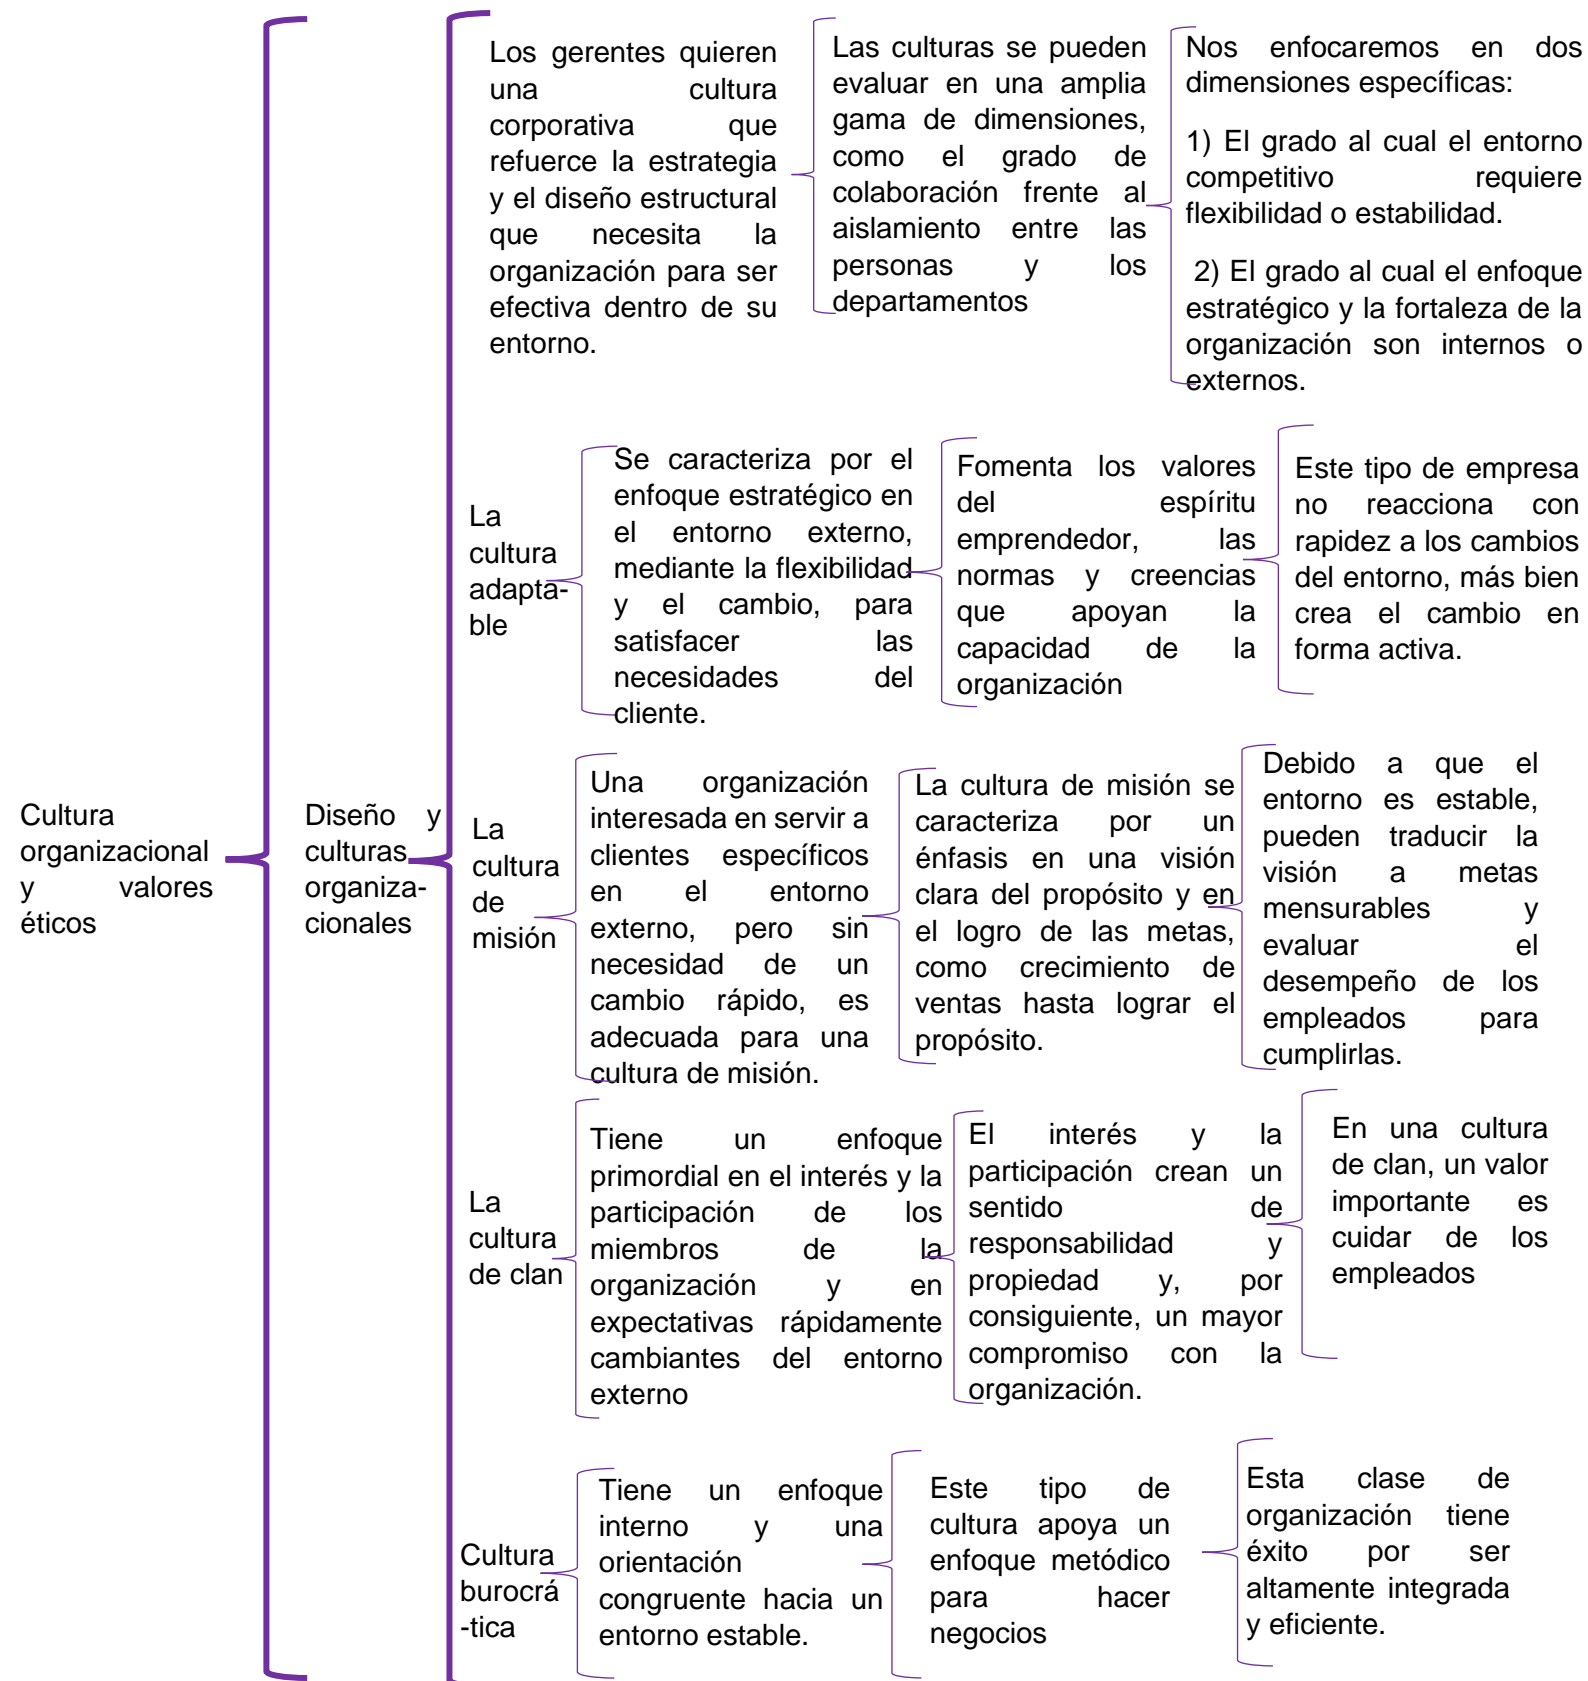 Cultura
organizacional
y valores
éticos
Diseño y
culturas
organiza-
cionales
Los gerentes quieren
una cultura
corporativa que
refuerce la estrategia
y el diseño estructural
que necesita la
organización para ser
efectiva dentro de su
entorno.
Las culturas se pueden
evaluar en una amplia
gama de dimensiones,
como el grado de
colaboración frente al
aislamiento entre las
personas y los
departamentos
Nos enfocaremos en dos
dimensiones específicas:
1) El grado al cual el entorno
competitivo requiere
flexibilidad o estabilidad.
2) El grado al cual el enfoque
estratégico y la fortaleza de la
organización son internos o
externos.
La
cultura
adapta-
ble
Se caracteriza por el
enfoque estratégico en
el entorno externo,
mediante la flexibilidad
y el cambio, para
satisfacer las
necesidades del
cliente.
Fomenta los valores
del espíritu
emprendedor, las
normas y creencias
que apoyan la
capacidad de la
organización
Este tipo de empresa
no reacciona con
rapidez a los cambios
del entorno, más bien
crea el cambio en
forma activa.
La
cultura
de
misión
Una organización
interesada en servir a
clientes específicos
en el entorno
externo, pero sin
necesidad de un
cambio rápido, es
adecuada para una
cultura de misión.
La cultura de misión se
caracteriza por un
énfasis en una visión
clara del propósito y en
el logro de las metas,
como crecimiento de
ventas hasta lograr el
propósito.
Debido a que el
entorno es estable,
pueden traducir la
visión a metas
mensurables y
evaluar el
desempeño de los
empleados para
cumplirlas.
La
cultura
de clan
Tiene un enfoque
primordial en el interés y la
participación de los
miembros de la
organización y en
expectativas rápidamente
cambiantes del entorno
externo
El interés y la
participación crean un
sentido de
responsabilidad y
propiedad y, por
consiguiente, un mayor
compromiso con la
organización.
En una cultura
de clan, un valor
importante es
cuidar de los
empleados
Cultura
burocrá
-tica
Tiene un enfoque
interno y una
orientación
congruente hacia un
entorno estable.
Este tipo de
cultura apoya un
enfoque metódico
para hacer
negocios
Esta clase de
organización tiene
éxito por ser
altamente integrada
y eficiente.